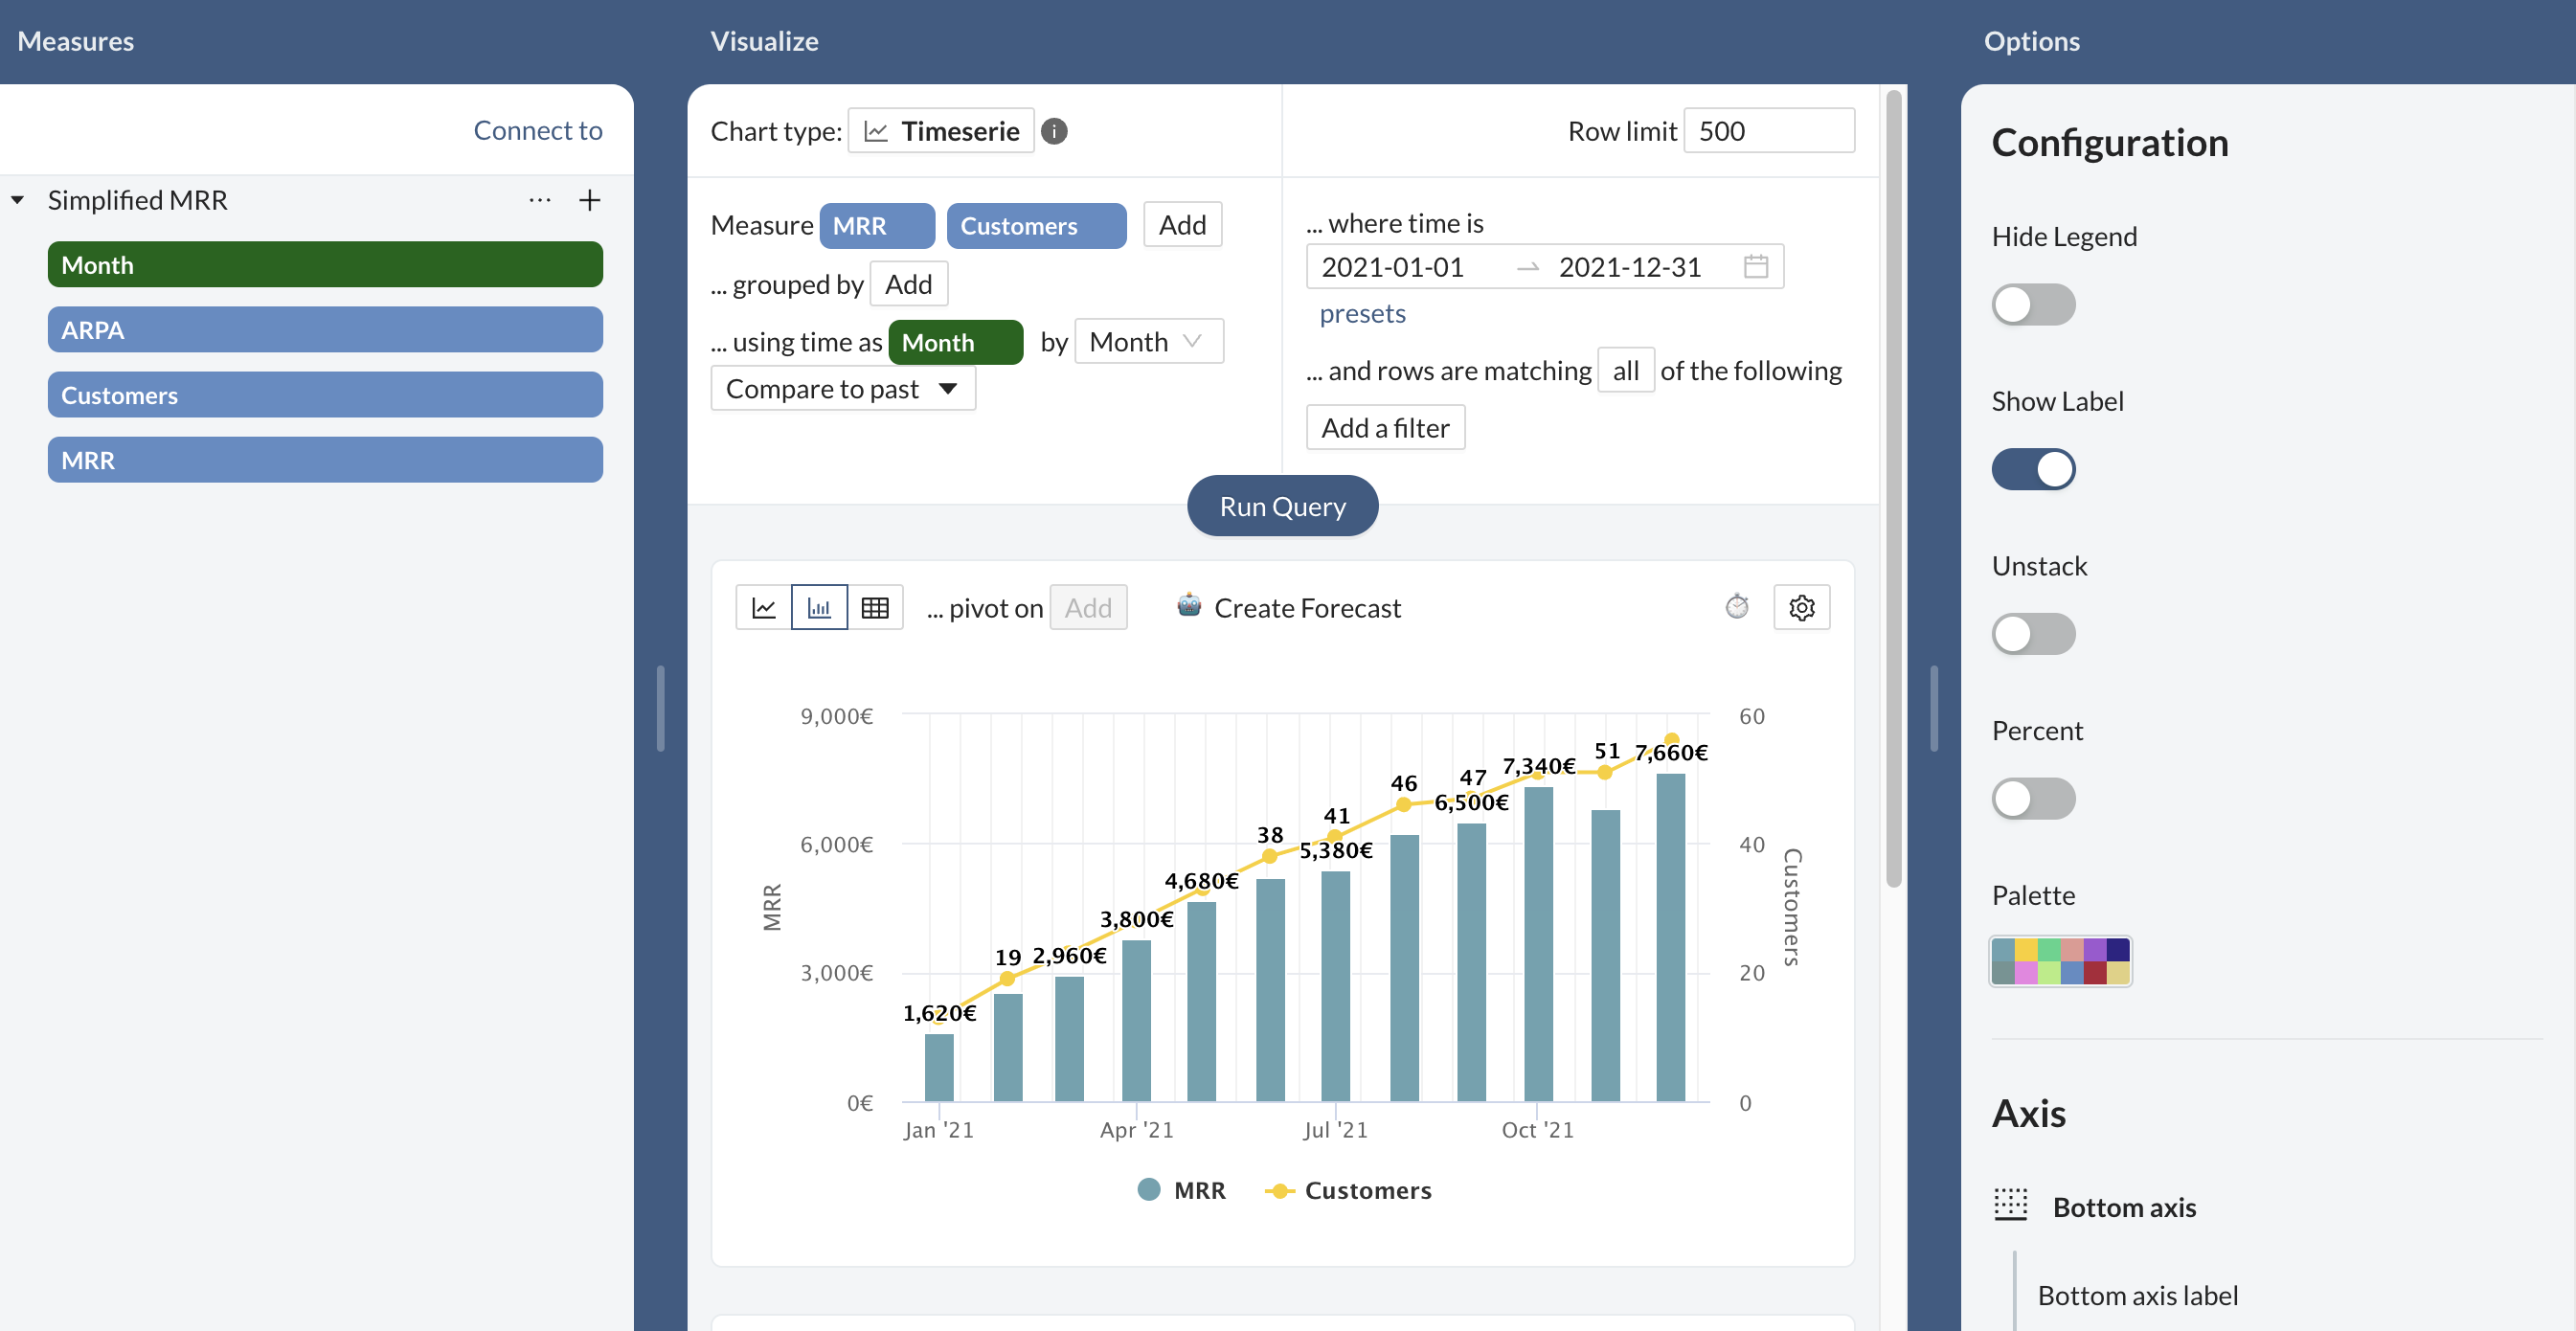 Measures
Connect to
Simplified MRR
Month
ARPA
Customers
MRR
Visualize
Chart type: Timeserie
Row limit 500
Measure MRR Customers Add
... grouped by Add
... using time as Month by Month
Compare to past
... where time is
2021-01-01 → 2021-12-31
presets
... and rows are matching all of the following
Add a filter
Run Query
... pivot on Add
Create Forecast
9,000€
6,000€
3,000€
0€
MRR
1,620€
19
2,960€
3,800€
4,680€
38
41
5,380€
46
47
6,500€
7,340€
51
7,660€
60
40
20
0
Customers
Jan '21
Apr '21
Jul '21
Oct '21
MRR
Customers
Options
Configuration
Hide Legend
Show Label
Unstack
Percent
Palette
Axis
Bottom axis
Bottom axis label